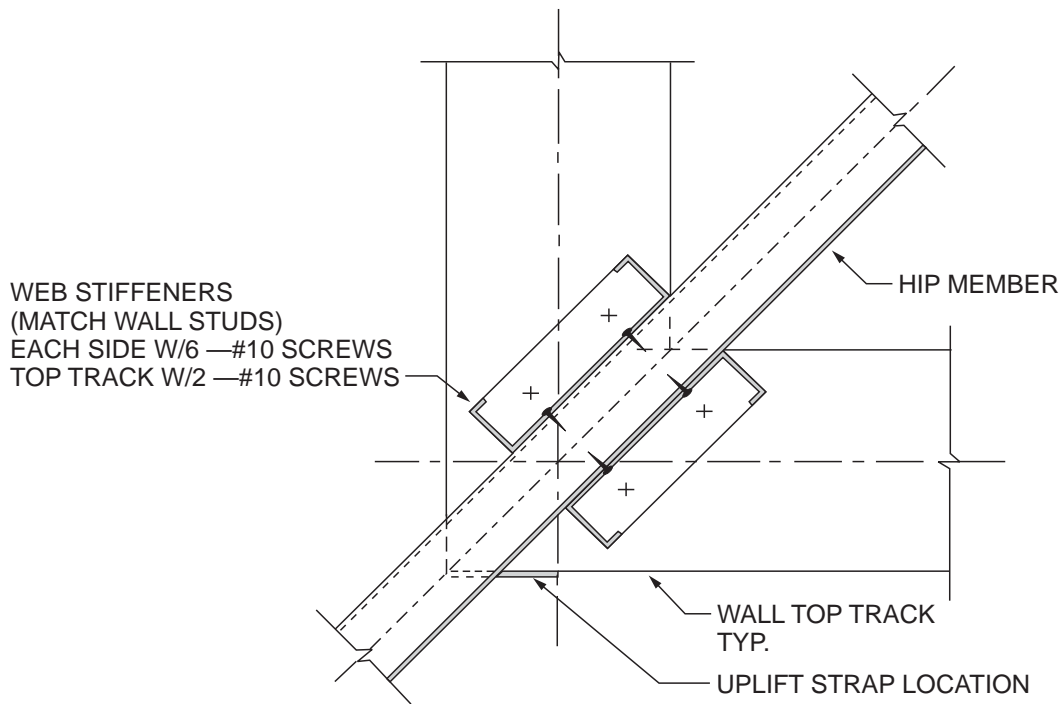 WEB STIFFENERS
(MATCH WALL STUDS)
EACH SIDE W/6 —#10 SCREWS
TOP TRACK W/2 —#10 SCREWS
HIP MEMBER
WALL TOP TRACK
TYP.
UPLIFT STRAP LOCATION